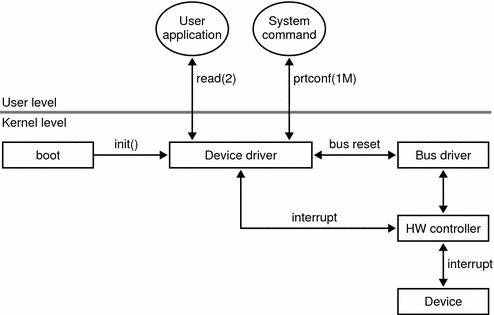 User
application
System
command
read(2)
prtconf(1M)
User level
Kernel level
boot
init()
Device driver
bus reset
Bus driver
interrupt
HW controller
interrupt
Device